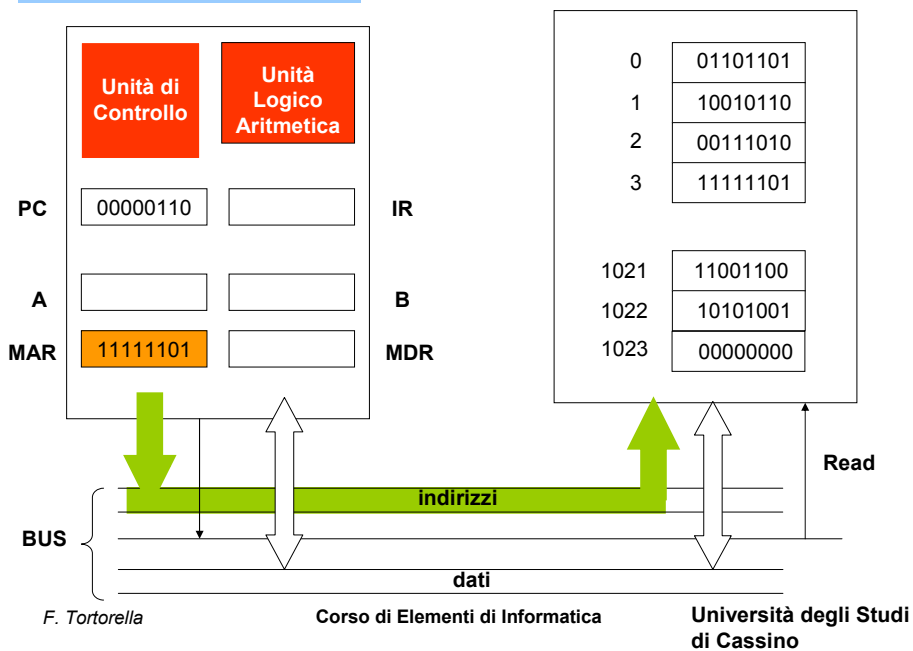 Unità di
Controllo
Unità
Logico
Aritmetica
PC
00000110
IR
A
B
MAR
11111101
MDR
0
01101101
1
10010110
2
00111010
3
11111101
1021
11001100
1022
10101001
1023
00000000
Read
indirizzi
BUS
dati
F. Tortorella
Corso di Elementi di Informatica
Università degli Studi
di Cassino